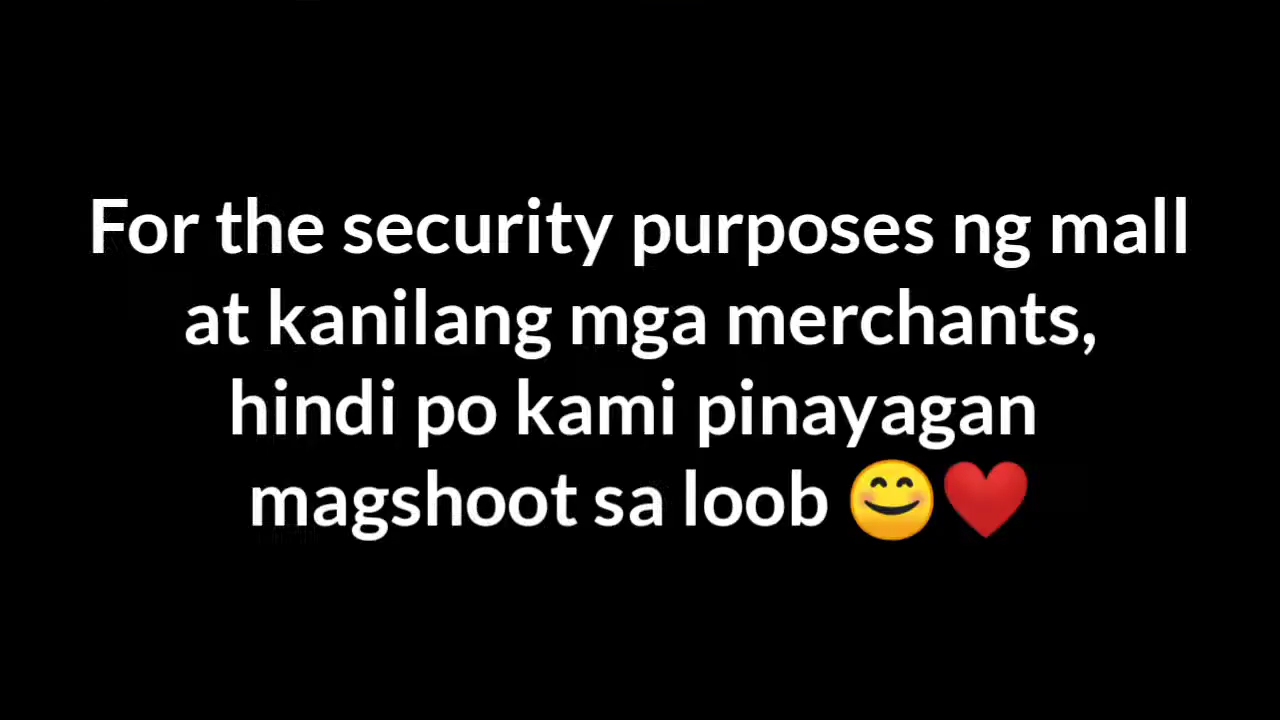 For the security purposes ng mall
at kanilang mga merchants,
hindi po kami pinayagan
magshoot sa loob 😊❤️